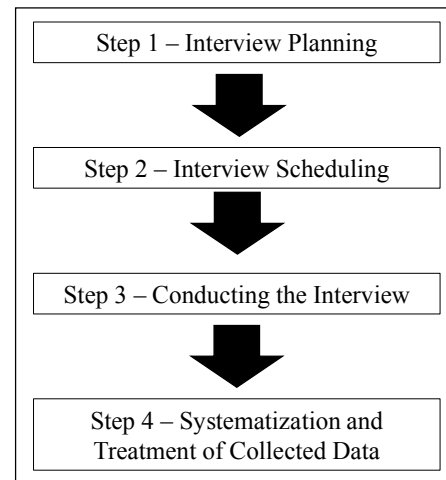 Step 1 – Interview Planning
Step 2 – Interview Scheduling
Step 3 – Conducting the Interview
Step 4 – Systematization and
Treatment of Collected Data